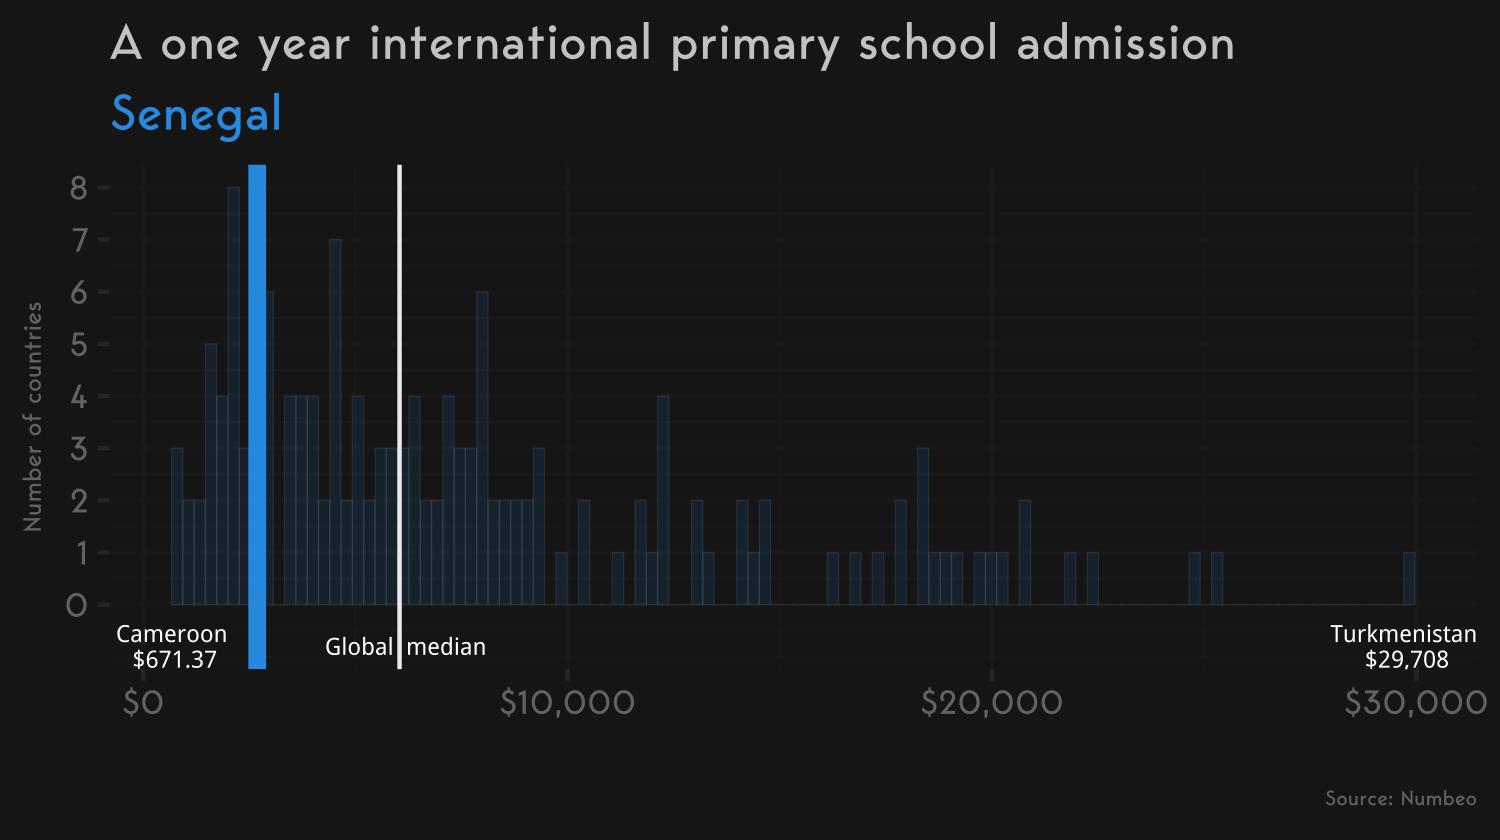 A one year international primary school admission
Senegal
Number of countries
8
7
6
5
4
3
2
1
0
Cameroon
$671.37
Global median
Turkmenistan
$29,708
$0
$10,000
$20,000
$30,000
Source: Numbeo